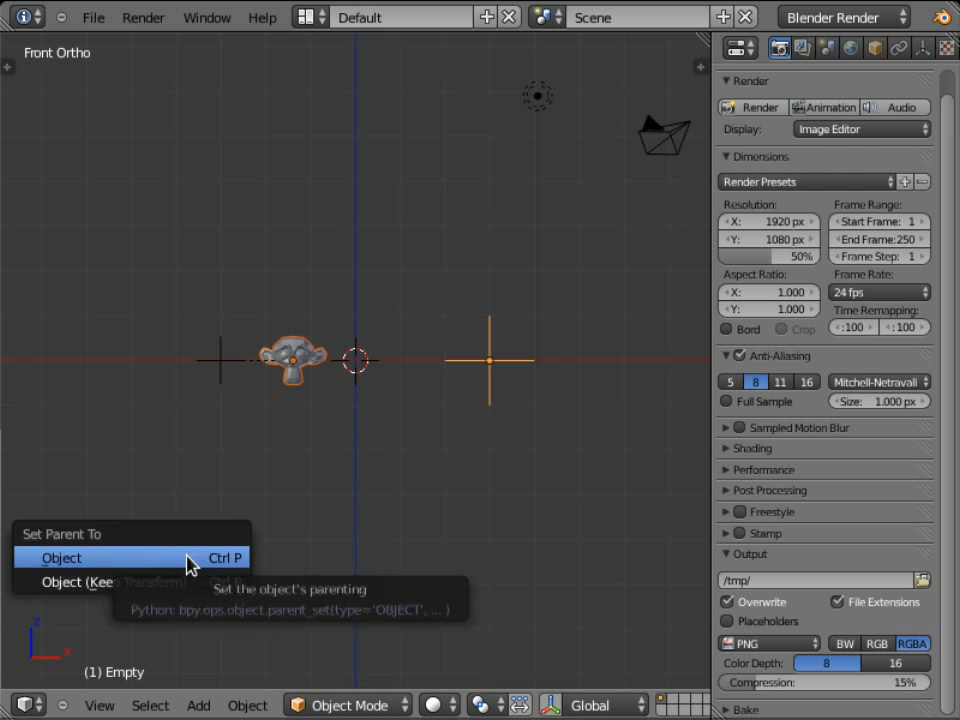 File Render Window Help Default Scene Blender Render
Front Ortho
Render
Render Animation Audio
Display: Image Editor
Dimensions
Render Presets
Resolution: Frame Range:
X: 1920 px Start Frame: 1
Y: 1080 px End Frame:250
50% Frame Step: 1
Aspect Ratio: Frame Rate:
X: 1.000 24 fps
Y: 1.000 Time Remapping:
Bord Crop :100 :100
Anti-Aliasing
5 8 11 16 Mitchell-Netravali
Full Sample Size: 1.000 px
Sampled Motion Blur
Shading
Performance
Post Processing
Freestyle
Stamp
Output
/tmp/
Overwrite File Extensions
Placeholders
PNG BW RGB RGBA
Color Depth: 8 16
Compression: 15%
Bake
Set Parent To
Object Ctrl P
Object (Kee Transform) Ctrl P
Set the object's parenting
Python: bpy.ops.object.parent_set(type='OBJECT', ... )
z
x
(1) Empty
View Select Add Object Object Mode Global